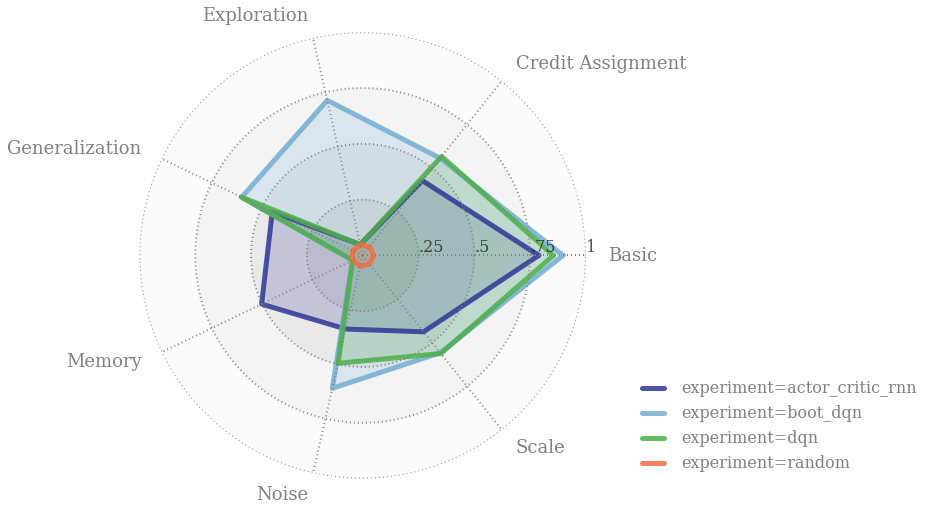 Exploration
Credit Assignment
Generalization
.25
.5
.75
1
Basic
Memory
Scale
Noise
experiment=actor_critic_rnn
experiment=boot_dqn
experiment=dqn
experiment=random